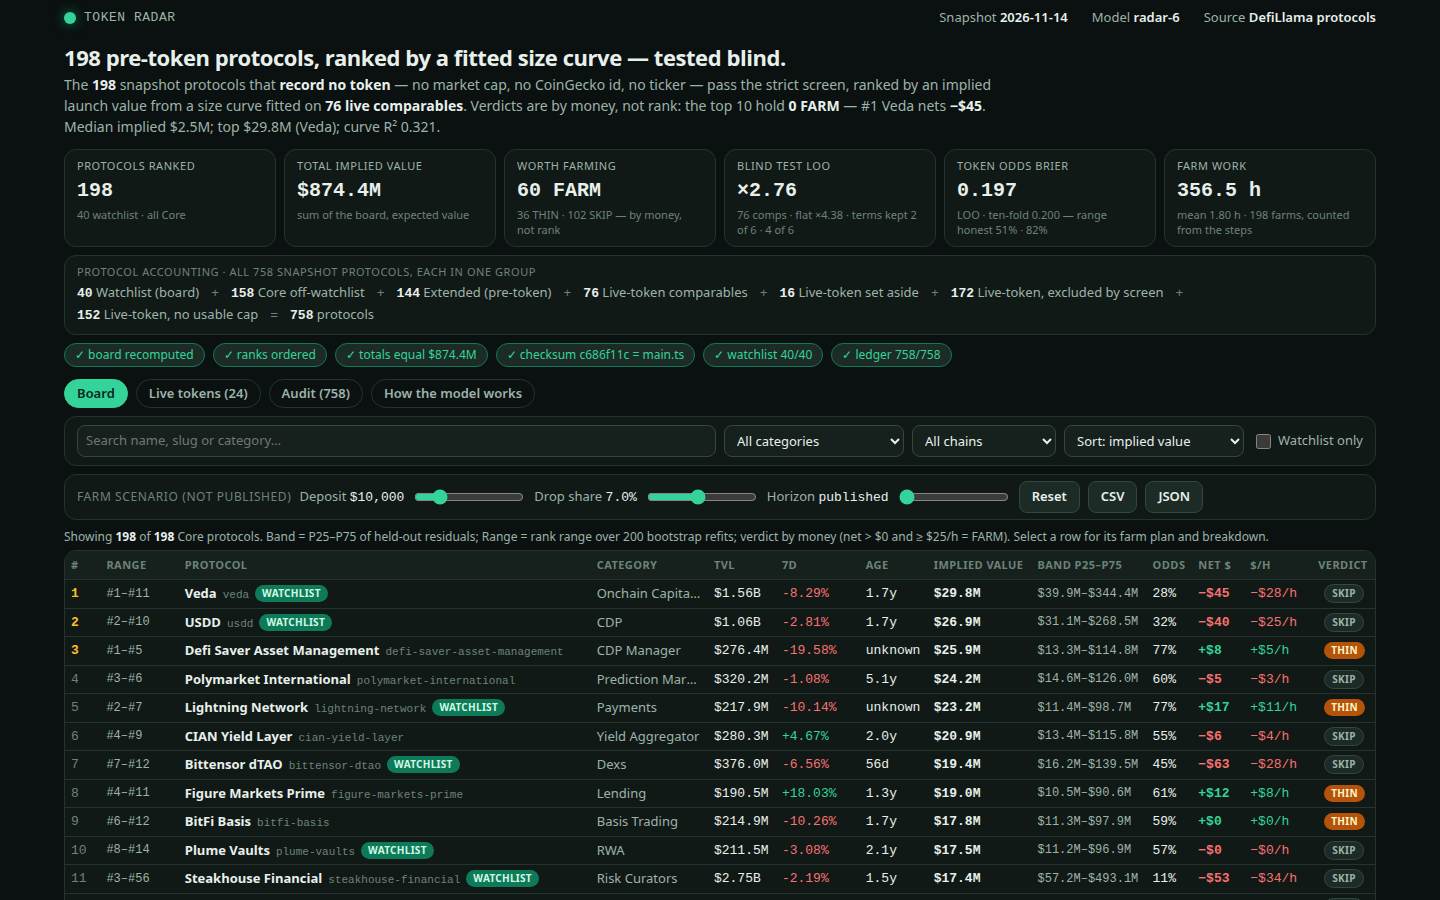 TOKEN RADAR
Snapshot 2026-11-14 Model radar-6 Source DefiLlama protocols
198 pre-token protocols, ranked by a fitted size curve — tested blind.
The 198 snapshot protocols that record no token — no market cap, no CoinGecko id, no ticker — pass the strict screen, ranked by an implied
launch value from a size curve fitted on 76 live comparables. Verdicts are by money, not rank: the top 10 hold 0 FARM — #1 Veda nets −$45.
Median implied $2.5M; top $29.8M (Veda); curve R² 0.321.
PROTOCOLS RANKED
198
40 watchlist · all Core
TOTAL IMPLIED VALUE
$874.4M
sum of the board, expected value
WORTH FARMING
60 FARM
36 THIN · 102 SKIP — by money,
not rank
BLIND TEST LOO
×2.76
76 comps · flat ×4.38 · terms kept 2
of 6 · 4 of 6
TOKEN ODDS BRIER
0.197
LOO · ten-fold 0.200 — range
honest 51% · 82%
FARM WORK
356.5 h
mean 1.80 h · 198 farms, counted
from the steps
PROTOCOL ACCOUNTING · ALL 758 SNAPSHOT PROTOCOLS, EACH IN ONE GROUP
40 Watchlist (board) + 158 Core off-watchlist + 144 Extended (pre-token) + 76 Live-token comparables + 16 Live-token set aside + 172 Live-token, excluded by screen +
152 Live-token, no usable cap = 758 protocols
✓ board recomputed ✓ ranks ordered ✓ totals equal $874.4M ✓ checksum c686f11c = main.ts ✓ watchlist 40/40 ✓ ledger 758/758
Board Live tokens (24) Audit (758) How the model works
Search name, slug or category... All categories All chains Sort: implied value Watchlist only
FARM SCENARIO (NOT PUBLISHED) Deposit $10,000 Drop share 7.0% Horizon published Reset CSV JSON
Showing 198 of 198 Core protocols. Band = P25–P75 of held-out residuals; Range = rank range over 200 bootstrap refits; verdict by money (net > $0 and ≥ $25/h = FARM). Select a row for its farm plan and breakdown.
# RANGE PROTOCOL CATEGORY TVL 7D AGE IMPLIED VALUE BAND P25–P75 ODDS NET $ $/H VERDICT
1 #1–#11 Veda veda WATCHLIST Onchain Capita... $1.56B -8.29% 1.7y $29.8M $39.9M–$344.4M 28% −$45 −$28/h SKIP
2 #2–#10 USDD usdd WATCHLIST CDP $1.06B -2.81% 1.7y $26.9M $31.1M–$268.5M 32% −$40 −$25/h SKIP
3 #1–#5 Defi Saver Asset Management defi-saver-asset-management CDP Manager $276.4M -19.58% unknown $25.9M $13.3M–$114.8M 77% +$8 +$5/h THIN
4 #3–#6 Polymarket International polymarket-international Prediction Mar... $320.2M -1.08% 5.1y $24.2M $14.6M–$126.0M 60% −$5 −$3/h SKIP
5 #2–#7 Lightning Network lightning-network WATCHLIST Payments $217.9M -10.14% unknown $23.2M $11.4M–$98.7M 77% +$17 +$11/h THIN
6 #4–#9 CIAN Yield Layer cian-yield-layer Yield Aggregator $280.3M +4.67% 2.0y $20.9M $13.4M–$115.8M 55% −$6 −$4/h SKIP
7 #7–#12 Bittensor dTAO bittensor-dtao WATCHLIST Dexs $376.0M -6.56% 56d $19.4M $16.2M–$139.5M 45% −$63 −$28/h SKIP
8 #4–#11 Figure Markets Prime figure-markets-prime Lending $190.5M +18.03% 1.3y $19.0M $10.5M–$90.6M 61% +$12 +$8/h THIN
9 #6–#12 BitFi Basis bitfi-basis Basis Trading $214.9M -10.26% 1.7y $17.8M $11.3M–$97.9M 59% +$0 +$0/h THIN
10 #8–#14 Plume Vaults plume-vaults WATCHLIST RWA $211.5M -3.08% 2.1y $17.5M $11.2M–$96.9M 57% −$0 −$0/h SKIP
11 #3–#56 Steakhouse Financial steakhouse-financial WATCHLIST Risk Curators $2.75B -2.19% 1.5y $17.4M $57.2M–$493.1M 11% −$53 −$34/h SKIP